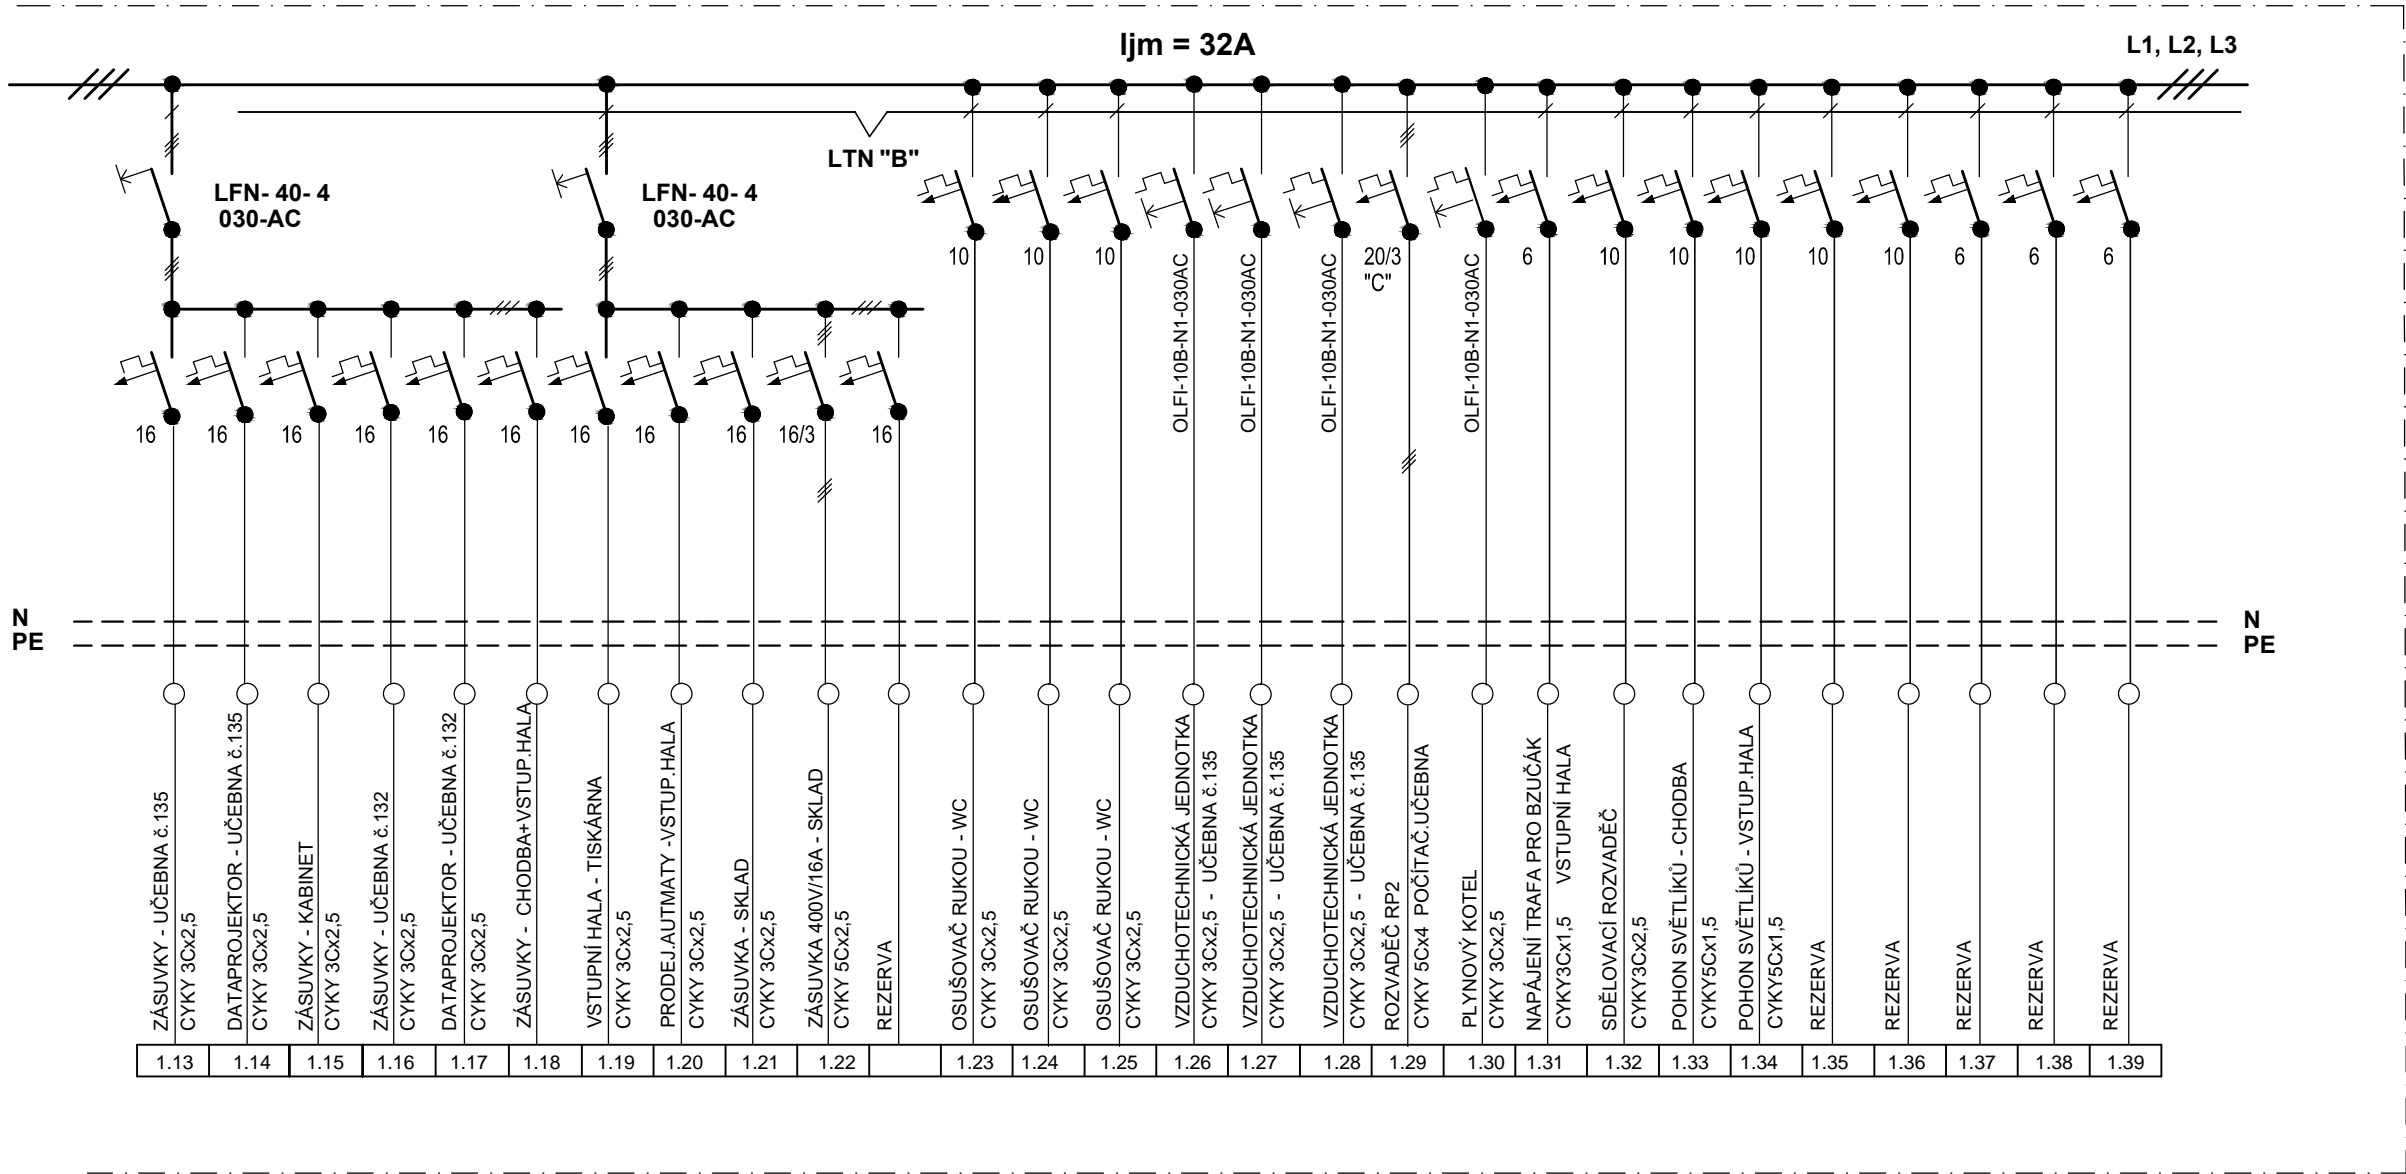 Ijm = 32A
L1, L2, L3
LTN "B"
LFN- 40- 4
030-AC
LFN- 40- 4
030-AC
10
10
10
OLFI-10B-N1-030AC
OLFI-10B-N1-030AC
OLFI-10B-N1-030AC
20/3
"C"
OLFI-10B-N1-030AC
6
10
10
10
10
10
6
6
6
16
16
16
16
16
16
16
16
16
16/3
16
N
PE
N
PE
ZÁSUVKY - UČEBNA č.135
CYKY 3Cx2,5
DATAPROJEKTOR - UČEBNA č.135
CYKY 3Cx2,5
ZÁSUVKY - KABINET
CYKY 3Cx2,5
ZÁSUVKY - UČEBNA č.132
CYKY 3Cx2,5
DATAPROJEKTOR - UČEBNA č.132
CYKY 3Cx2,5
ZÁSUVKY - CHODBA+VSTUP.HALA
VSTUPNÍ HALA - TISKÁRNA
CYKY 3Cx2,5
PRODEJ.AUTMATY -VSTUP.HALA
CYKY 3Cx2,5
ZÁSUVKA - SKLAD
CYKY 3Cx2,5
ZÁSUVKA 400V/16A - SKLAD
CYKY 5Cx2,5
REZERVA
OSUŠOVAČ RUKOU - WC
CYKY 3Cx2,5
OSUŠOVAČ RUKOU - WC
CYKY 3Cx2,5
OSUŠOVAČ RUKOU - WC
CYKY 3Cx2,5
VZDUCHOTECHNICKÁ JEDNOTKA
CYKY 3Cx2,5 - UČEBNA č.135
VZDUCHOTECHNICKÁ JEDNOTKA
CYKY 3Cx2,5 - UČEBNA č.135
VZDUCHOTECHNICKÁ JEDNOTKA
CYKY 3Cx2,5 - UČEBNA č.135
ROZVADĚČ RP2
CYKY 5Cx4 POČÍTAČ.UČEBNA
PLYNOVÝ KOTEL
CYKY 3Cx2,5
NAPÁJENÍ TRAFA PRO BZUČÁK
CYKY3Cx1,5 VSTUPNÍ HALA
SDĚLOVACÍ ROZVADĚČ
CYKY3Cx2,5
POHON SVĚTLÍKŮ - CHODBA
CYKY5Cx1,5
POHON SVĚTLÍKŮ - VSTUP.HALA
CYKY5Cx1,5
REZERVA
REZERVA
REZERVA
REZERVA
REZERVA
1.13 1.14 1.15 1.16 1.17 1.18 1.19 1.20 1.21 1.22 1.23 1.24 1.25 1.26 1.27 1.28 1.29 1.30 1.31 1.32 1.33 1.34 1.35 1.36 1.37 1.38 1.39